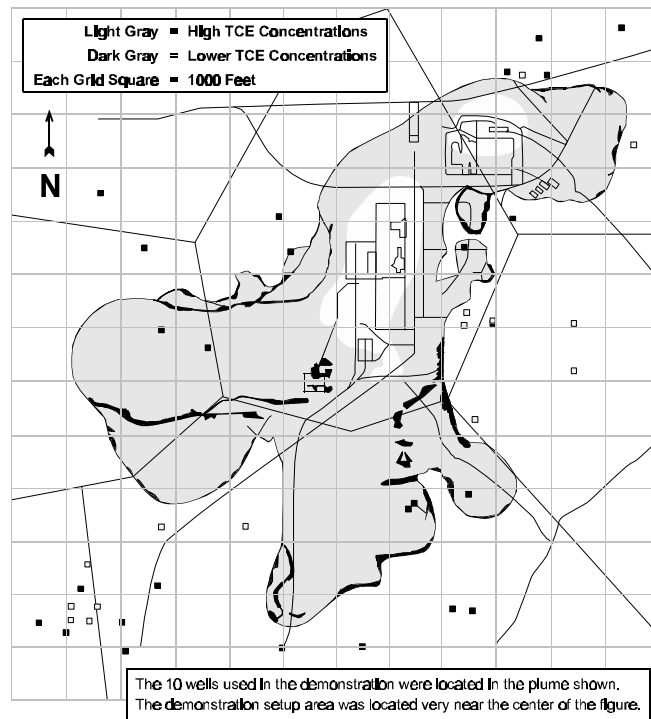 Light Gray = High TCE Concentrations
Dark Gray = Lower TCE Concentrations
Each Grid Square = 1000 Feet
N
The 10 wells used in the demonstration were located in the plume shown.
The demonstration setup area was located very near the center of the figure.